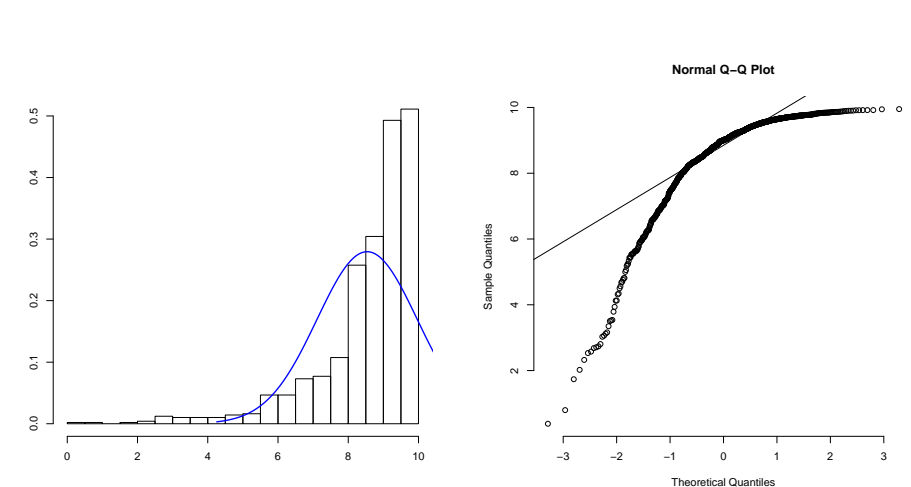 0.0 0.1 0.2 0.3 0.4 0.5
0 2 4 6 8 10
Normal Q−Q Plot
Sample Quantiles
2 4 6 8 10
−3 −2 −1 0 1 2 3
Theoretical Quantiles